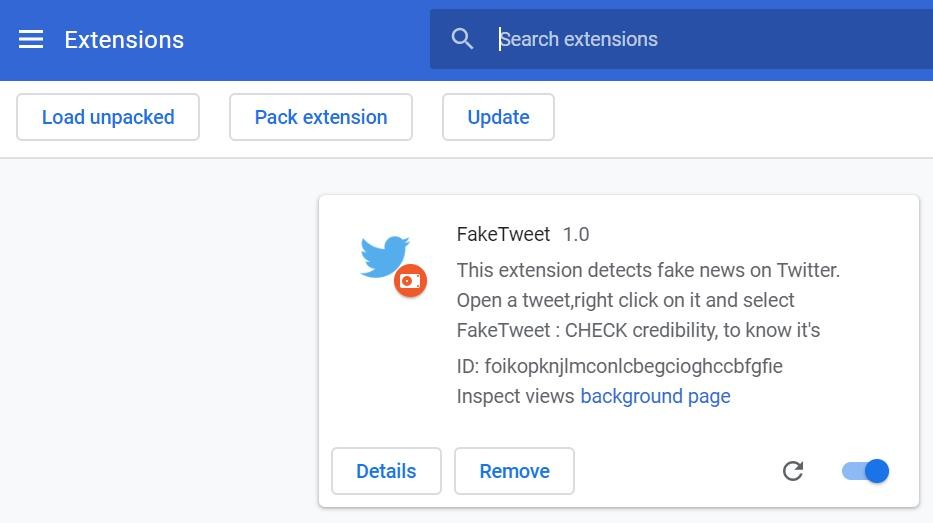 Extensions
Search extensions
Load unpacked
Pack extension
Update
FakeTweet 1.0
This extension detects fake news on Twitter.
Open a tweet,right click on it and select
FakeTweet : CHECK credibility, to know it's
ID: foikopknjlmconlcbegcioghccbfgfie
Inspect views background page
Details
Remove